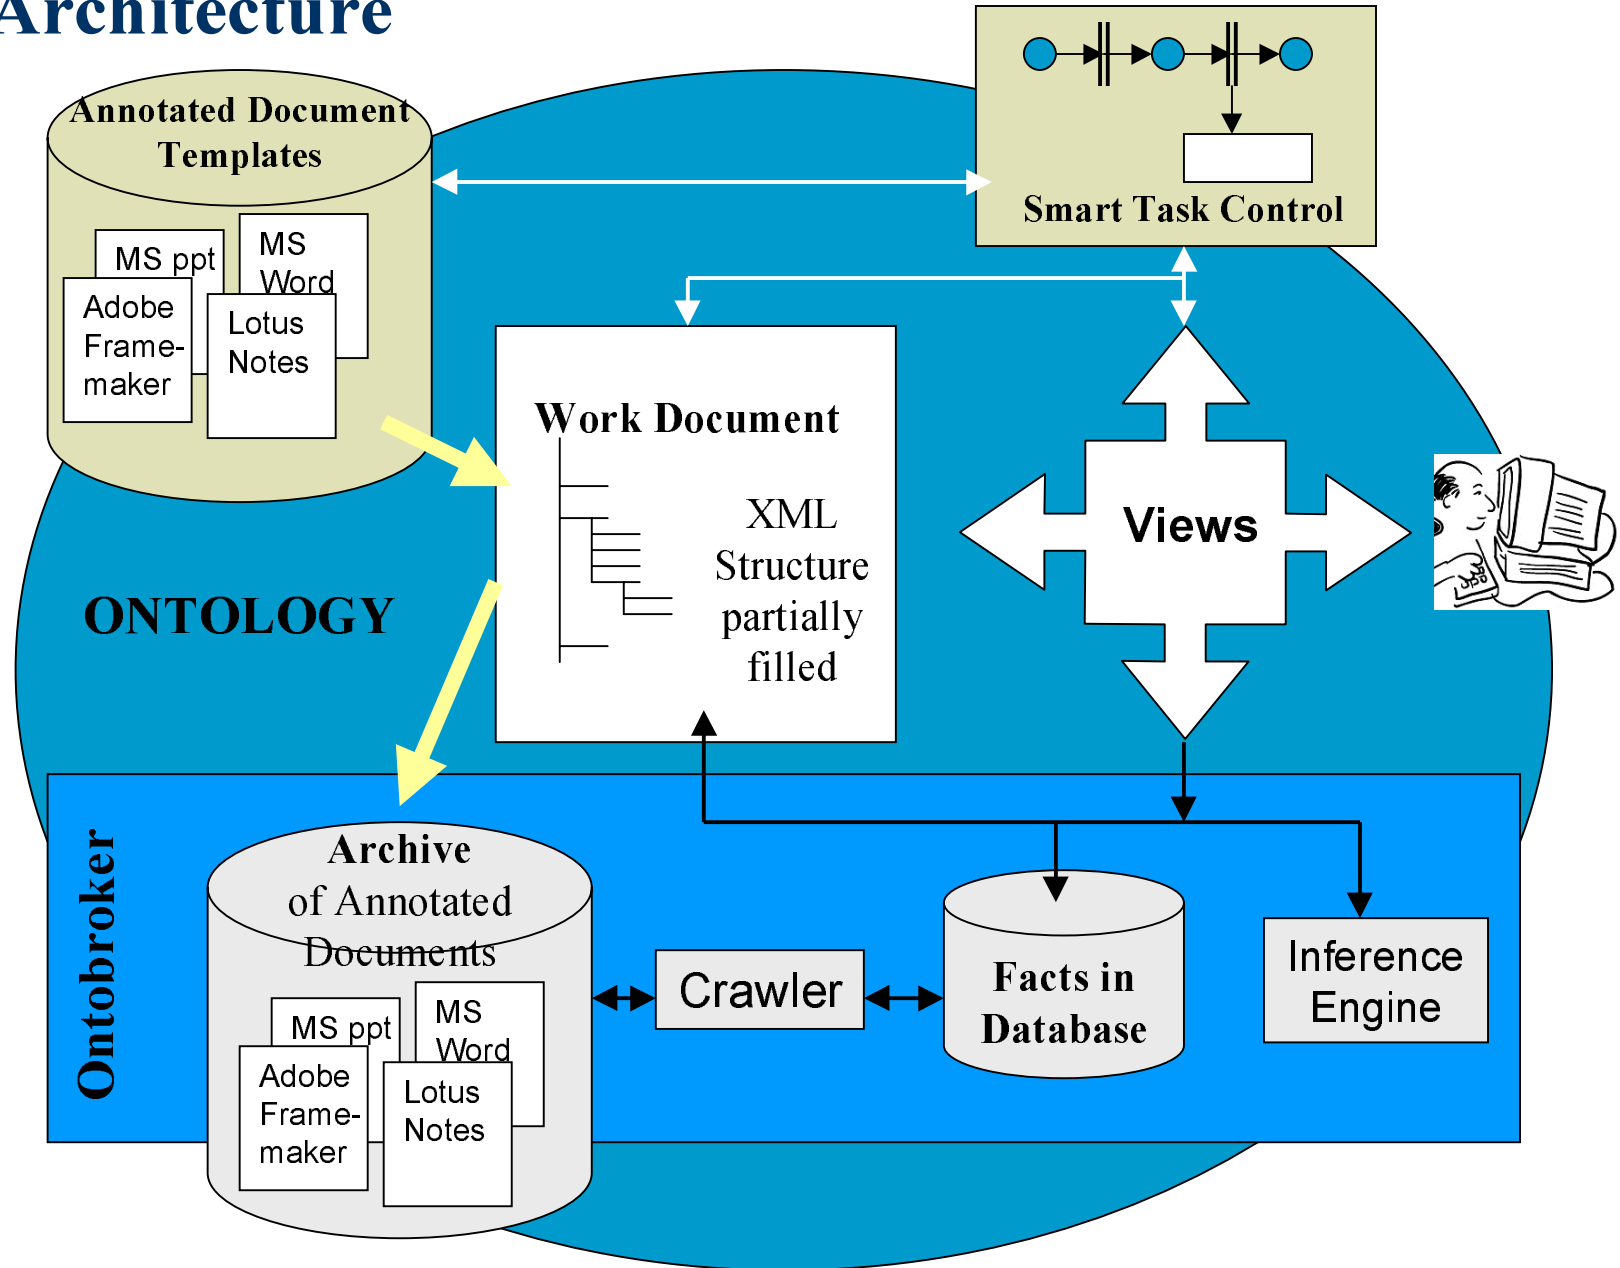 Architecture
Annotated Document
Templates
MS ppt
MS
Word
Adobe
Frame-
maker
Lotus
Notes
Smart Task Control
Work Document
XML
Structure
partially
filled
Views
ONTOLOGY
Ontobroker
Archive
of Annotated
Documents
MS ppt
MS
Word
Adobe
Frame-
maker
Lotus
Notes
Crawler
Facts in
Database
Inference
Engine